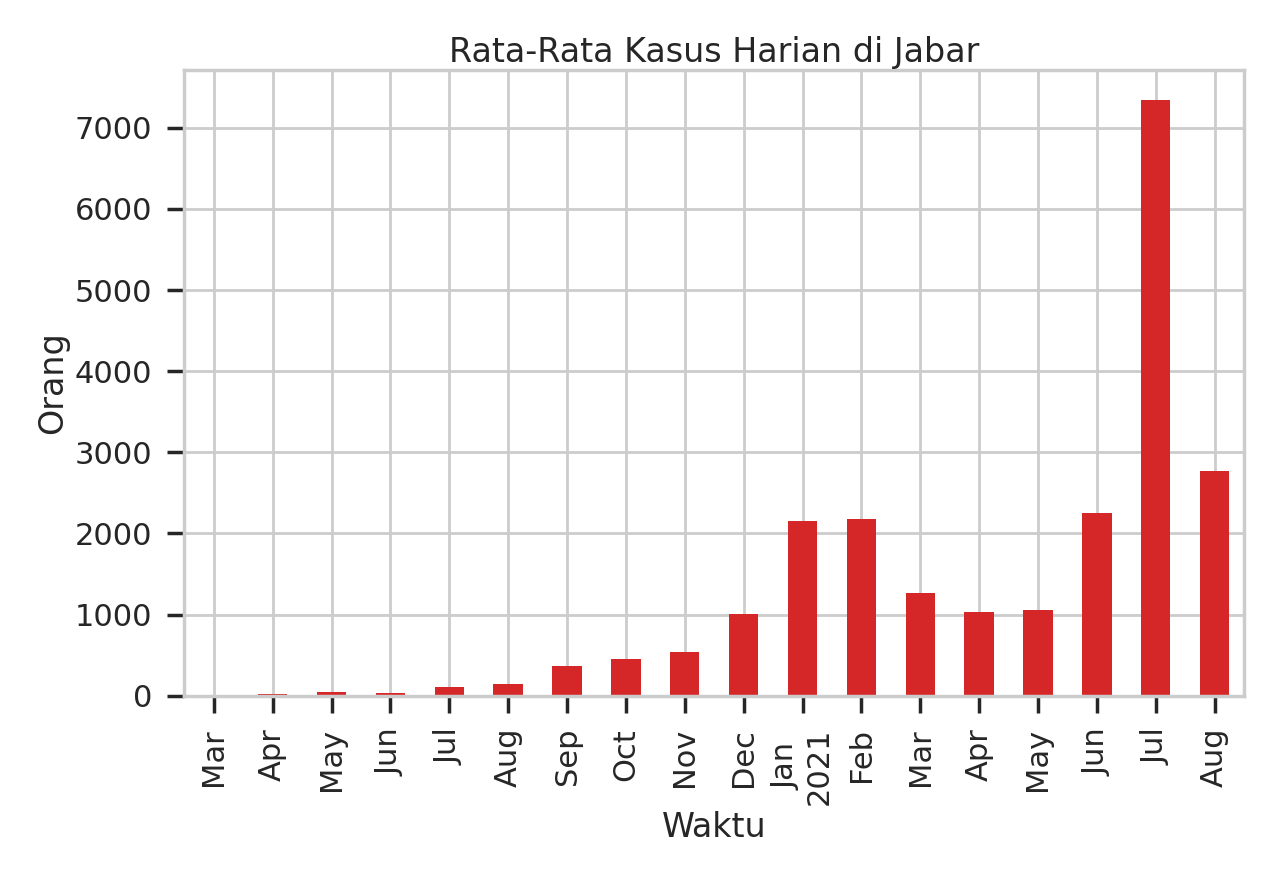 Rata-Rata Kasus Harian di Jabar
7000
6000
5000
4000
3000
2000
1000
0
Orang
Mar
Apr
May
Jun
Jul
Aug
Sep
Oct
Nov
Dec
Jan
2021
Feb
Mar
Apr
May
Jun
Jul
Aug
Waktu